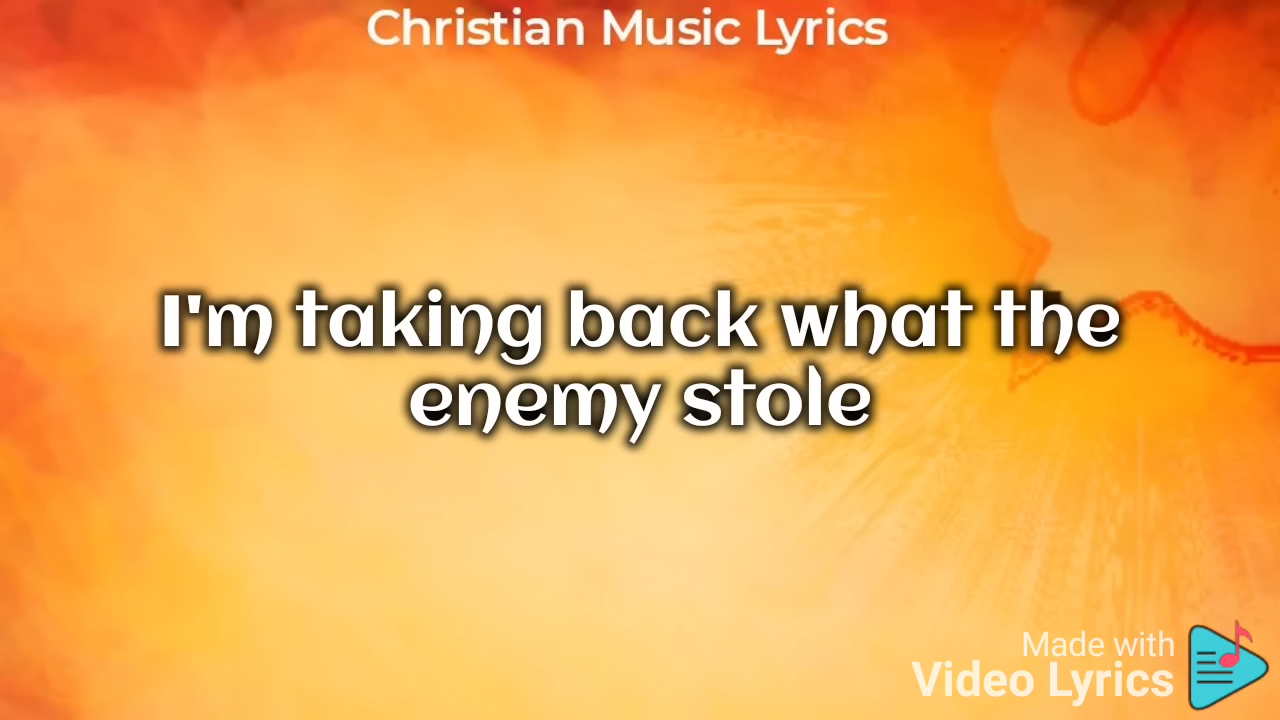 Christian Music Lyrics
I'm taking back what the
enemy stole
Made with
Video Lyrics